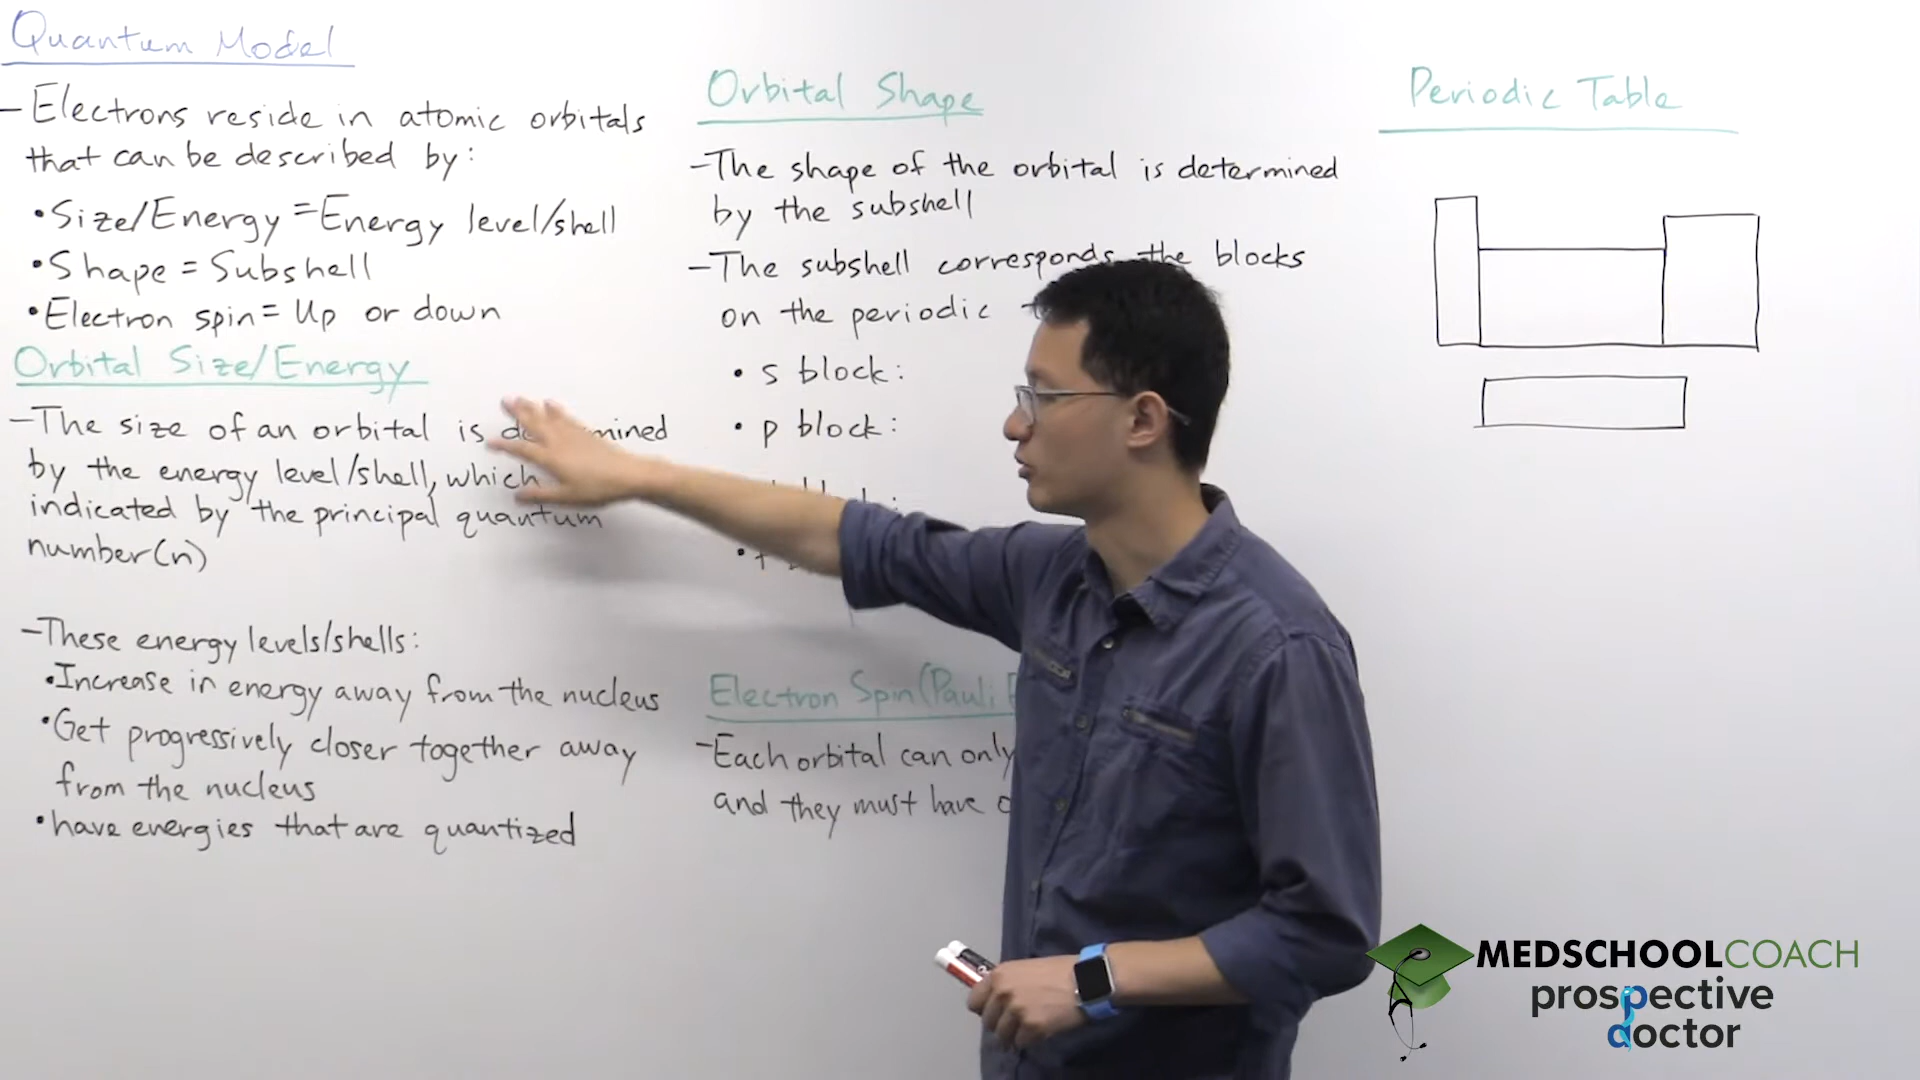 Quantum Model
-Electrons reside in atomic orbitals
that can be described by:
•Size/Energy =Energy level/shell
•Shape = Subshell
•Electron spin= Up or down
Orbital Size/Energy
-The size of an orbital is
by the energy level/shell, which
indicated by the principal quantum
number(n)
-These energy levels/shells:
•Increase in energy away from the nucleus
•Get progressively closer together away
from the nucleus
•have energies that are quantized
Orbital Shape
-The shape of the orbital is determined
by the subshell
-The subshell corresponds the blocks
on the periodic
• s block:
• p block:
Electron Spin(Pauli
-Each orbital can only
and they must have
Periodic Table
MEDSCHOOLCOACH
prospective
doctor